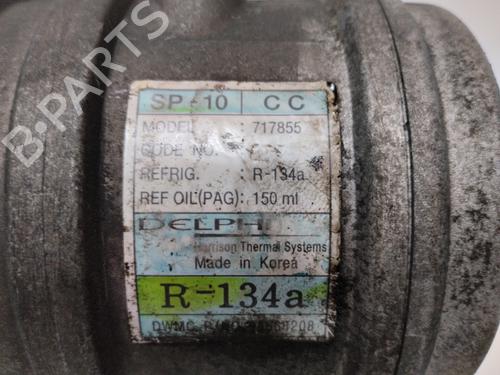 SP-10 CC
MODEL : 717855
CODE NO. :
REFRIG. : R-134a
REF OIL(PAG) : 150 ml
DELPHI
Harrison Thermal Systems
Made in Korea
R-134a
DWMC
B-PARTS